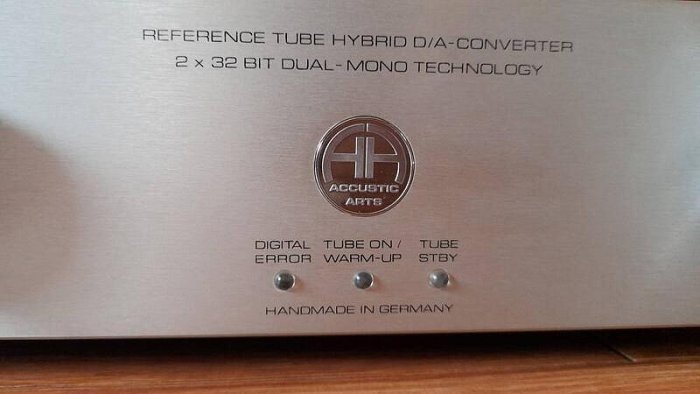 REFERENCE TUBE HYBRID D/A-CONVERTER
2 x 32 BIT DUAL-MONO TECHNOLOGY
ACCUSTIC
ARTS
DIGITAL ERROR
TUBE ON / WARM-UP
TUBE STBY
HANDMADE IN GERMANY